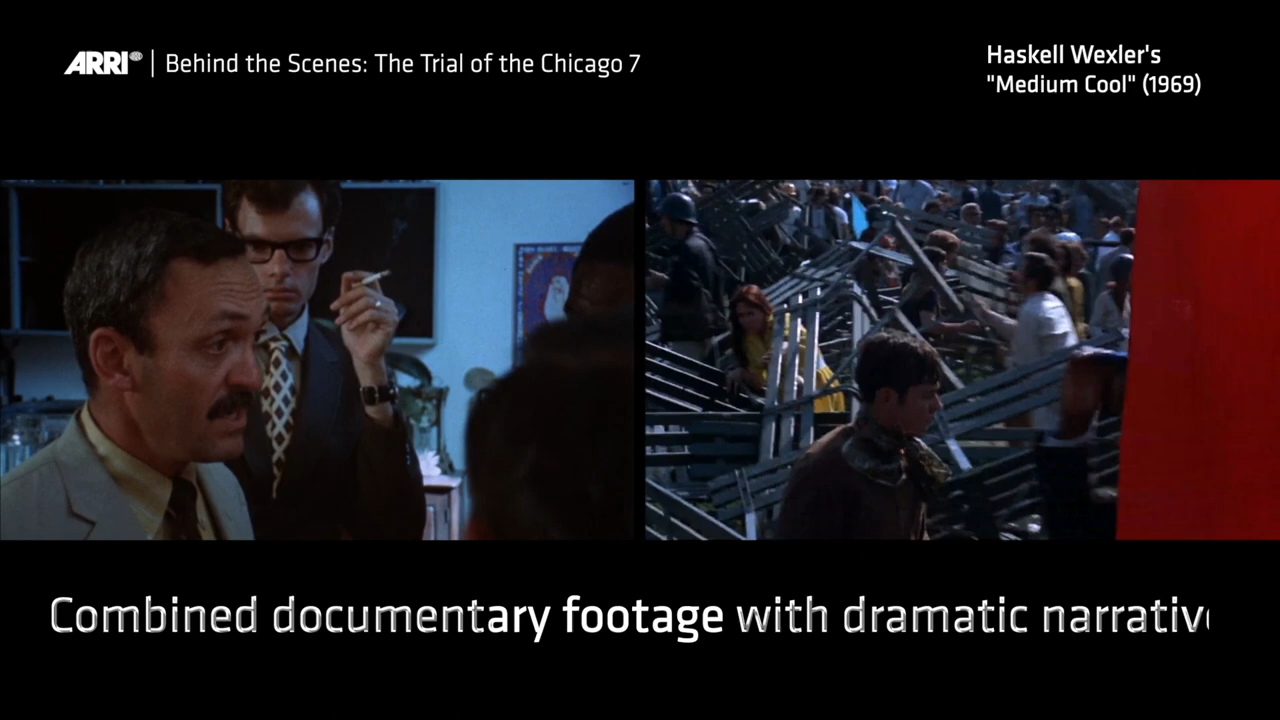 ARRI | Behind the Scenes: The Trial of the Chicago 7
Haskell Wexler's
"Medium Cool" (1969)
Combined documentary footage with dramatic narrative